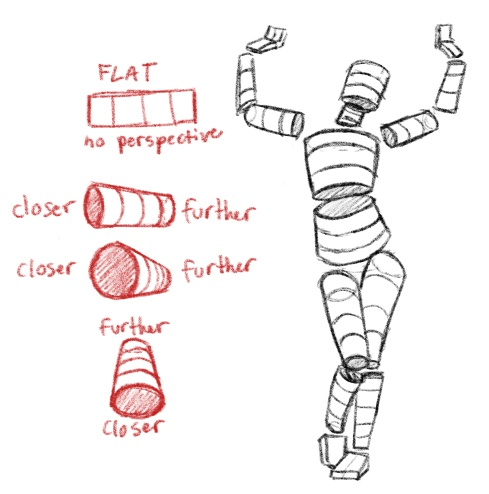 FLAT
no perspective
closer further
closer further
further
closer